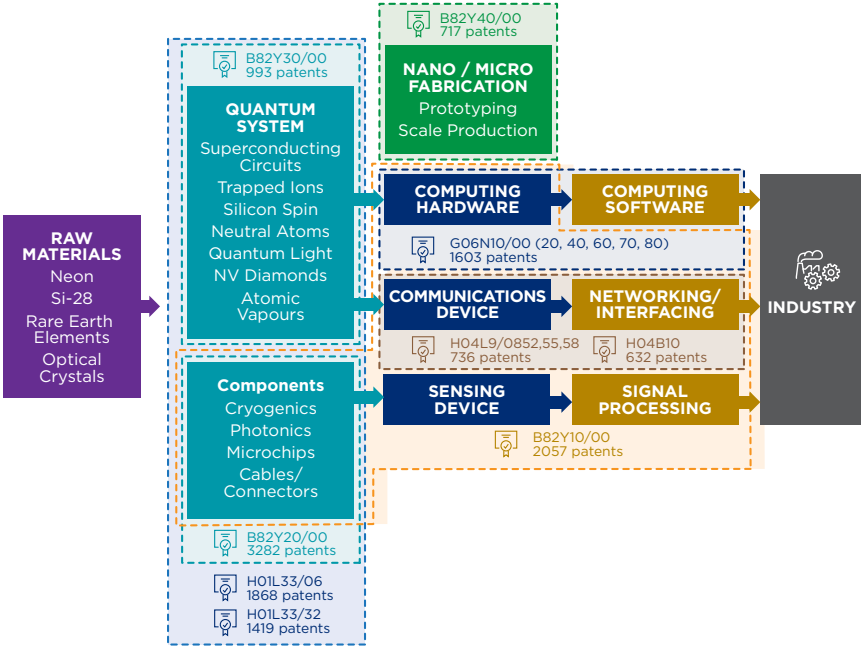 B82Y40/00
717 patents
NANO / MICRO
FABRICATION
Prototyping
Scale Production
B82Y30/00
993 patents
QUANTUM
SYSTEM
Superconducting
Circuits
Trapped Ions
Silicon Spin
Neutral Atoms
Quantum Light
NV Diamonds
Atomic
Vapours
RAW
MATERIALS
Neon
Si-28
Rare Earth
Elements
Optical
Crystals
COMPUTING
HARDWARE
COMPUTING
SOFTWARE
G06N10/00 (20, 40, 60, 70, 80)
1603 patents
COMMUNICATIONS
DEVICE
NETWORKING/
INTERFACING
H04L9/0852,55,58
736 patents
H04B10
632 patents
INDUSTRY
Components
Cryogenics
Photonics
Microchips
Cables/
Connectors
SENSING
DEVICE
SIGNAL
PROCESSING
B82Y10/00
2057 patents
B82Y20/00
3282 patents
H01L33/06
1868 patents
H01L33/32
1419 patents